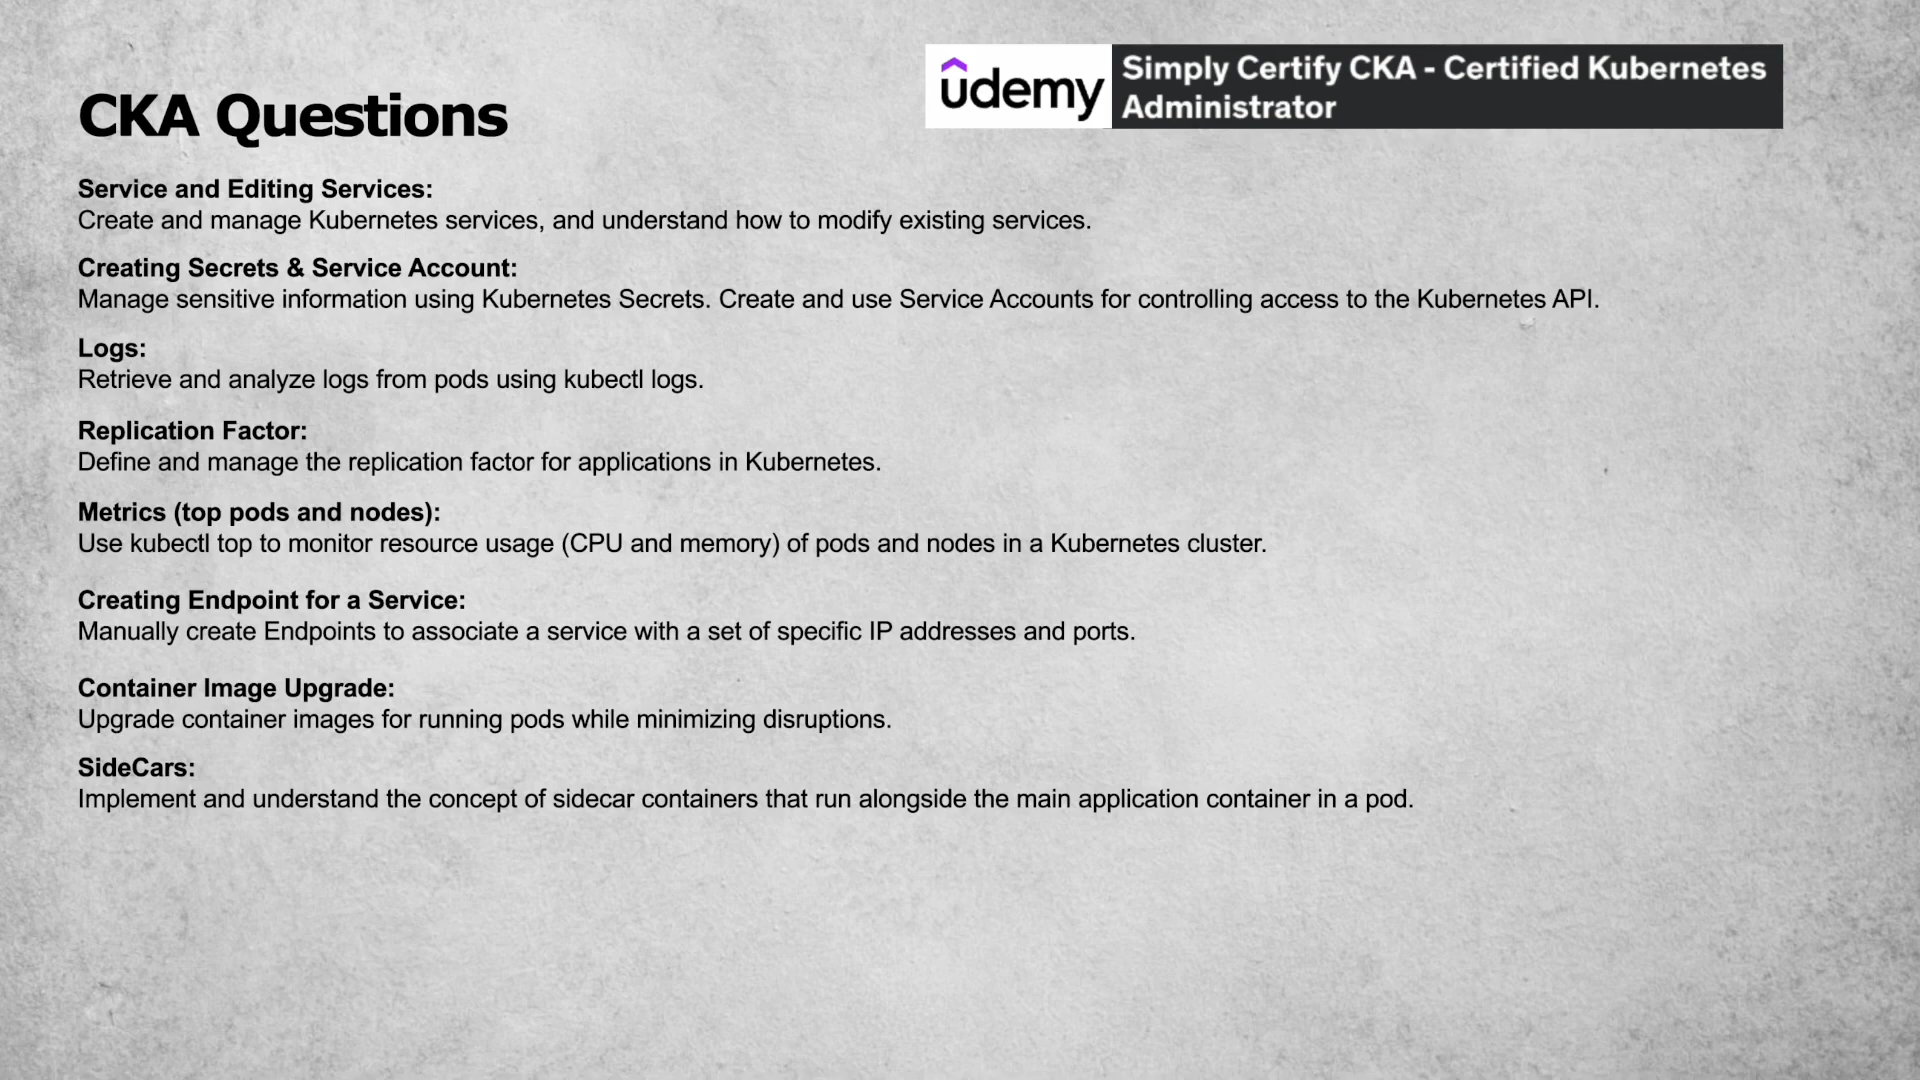 CKA Questions
ûdemy
Simply Certify CKA - Certified Kubernetes
Administrator
Service and Editing Services:
Create and manage Kubernetes services, and understand how to modify existing services.
Creating Secrets & Service Account:
Manage sensitive information using Kubernetes Secrets. Create and use Service Accounts for controlling access to the Kubernetes API.
Logs:
Retrieve and analyze logs from pods using kubectl logs.
Replication Factor:
Define and manage the replication factor for applications in Kubernetes.
Metrics (top pods and nodes):
Use kubectl top to monitor resource usage (CPU and memory) of pods and nodes in a Kubernetes cluster.
Creating Endpoint for a Service:
Manually create Endpoints to associate a service with a set of specific IP addresses and ports.
Container Image Upgrade:
Upgrade container images for running pods while minimizing disruptions.
SideCars:
Implement and understand the concept of sidecar containers that run alongside the main application container in a pod.